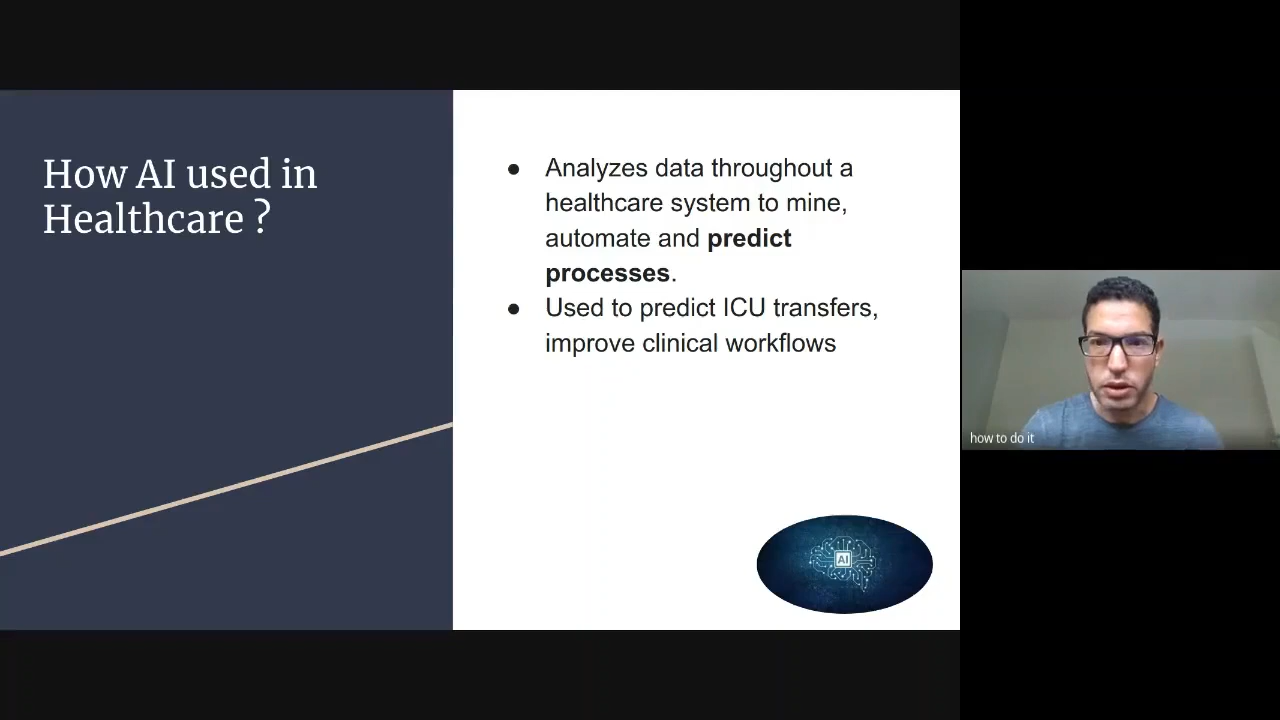 How AI used in
Healthcare ?
● Analyzes data throughout a
healthcare system to mine,
automate and predict
processes.
● Used to predict ICU transfers,
improve clinical workflows
AI
how to do it